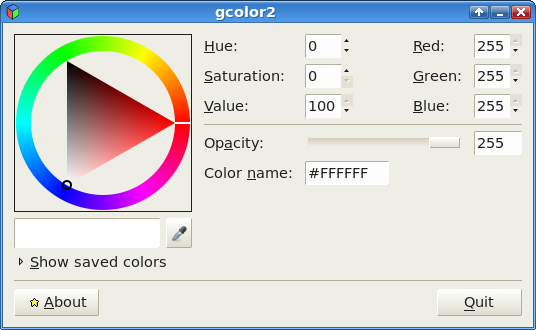 gcolor2
Hue: 0 Red: 255
Saturation: 0 Green: 255
Value: 100 Blue: 255
Opacity: 255
Color name: #FFFFFF
Show saved colors
About Quit